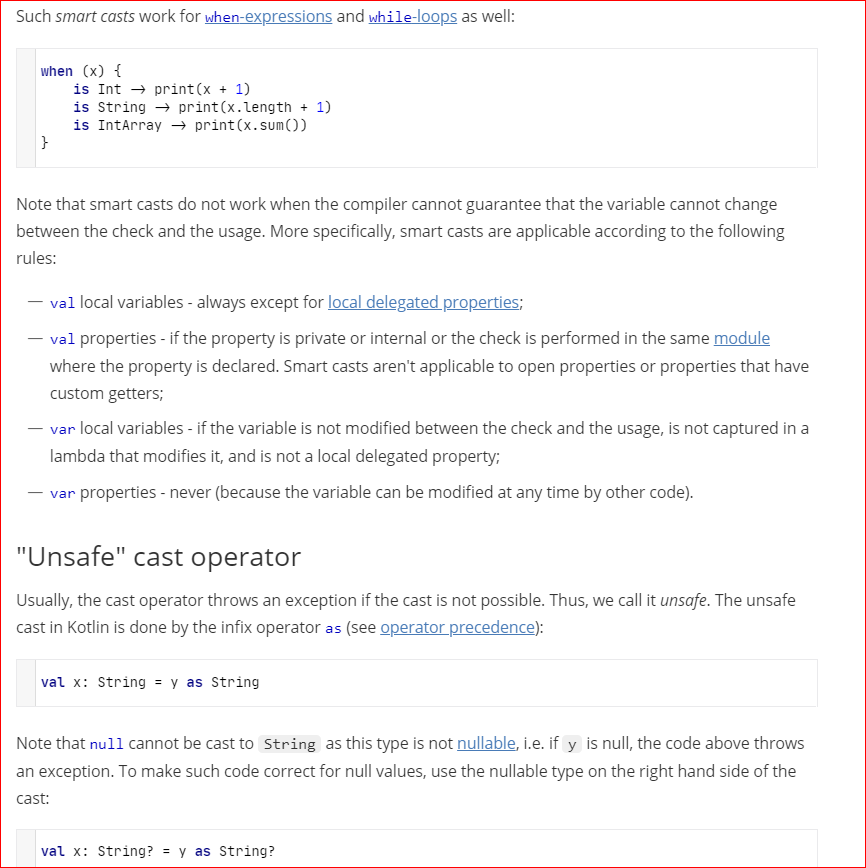 Such smart casts work for when-expressions and while-loops as well:
when (x) {
    is Int -> print(x + 1)
    is String -> print(x.length + 1)
    is IntArray -> print(x.sum())
}
Note that smart casts do not work when the compiler cannot guarantee that the variable cannot change
between the check and the usage. More specifically, smart casts are applicable according to the following
rules:
— val local variables - always except for local delegated properties;
— val properties - if the property is private or internal or the check is performed in the same module
where the property is declared. Smart casts aren't applicable to open properties or properties that have
custom getters;
— var local variables - if the variable is not modified between the check and the usage, is not captured in a
lambda that modifies it, and is not a local delegated property;
— var properties - never (because the variable can be modified at any time by other code).
"Unsafe" cast operator
Usually, the cast operator throws an exception if the cast is not possible. Thus, we call it unsafe. The unsafe
cast in Kotlin is done by the infix operator as (see operator precedence):
val x: String = y as String
Note that null cannot be cast to String as this type is not nullable, i.e. if y is null, the code above throws
an exception. To make such code correct for null values, use the nullable type on the right hand side of the
cast:
val x: String? = y as String?